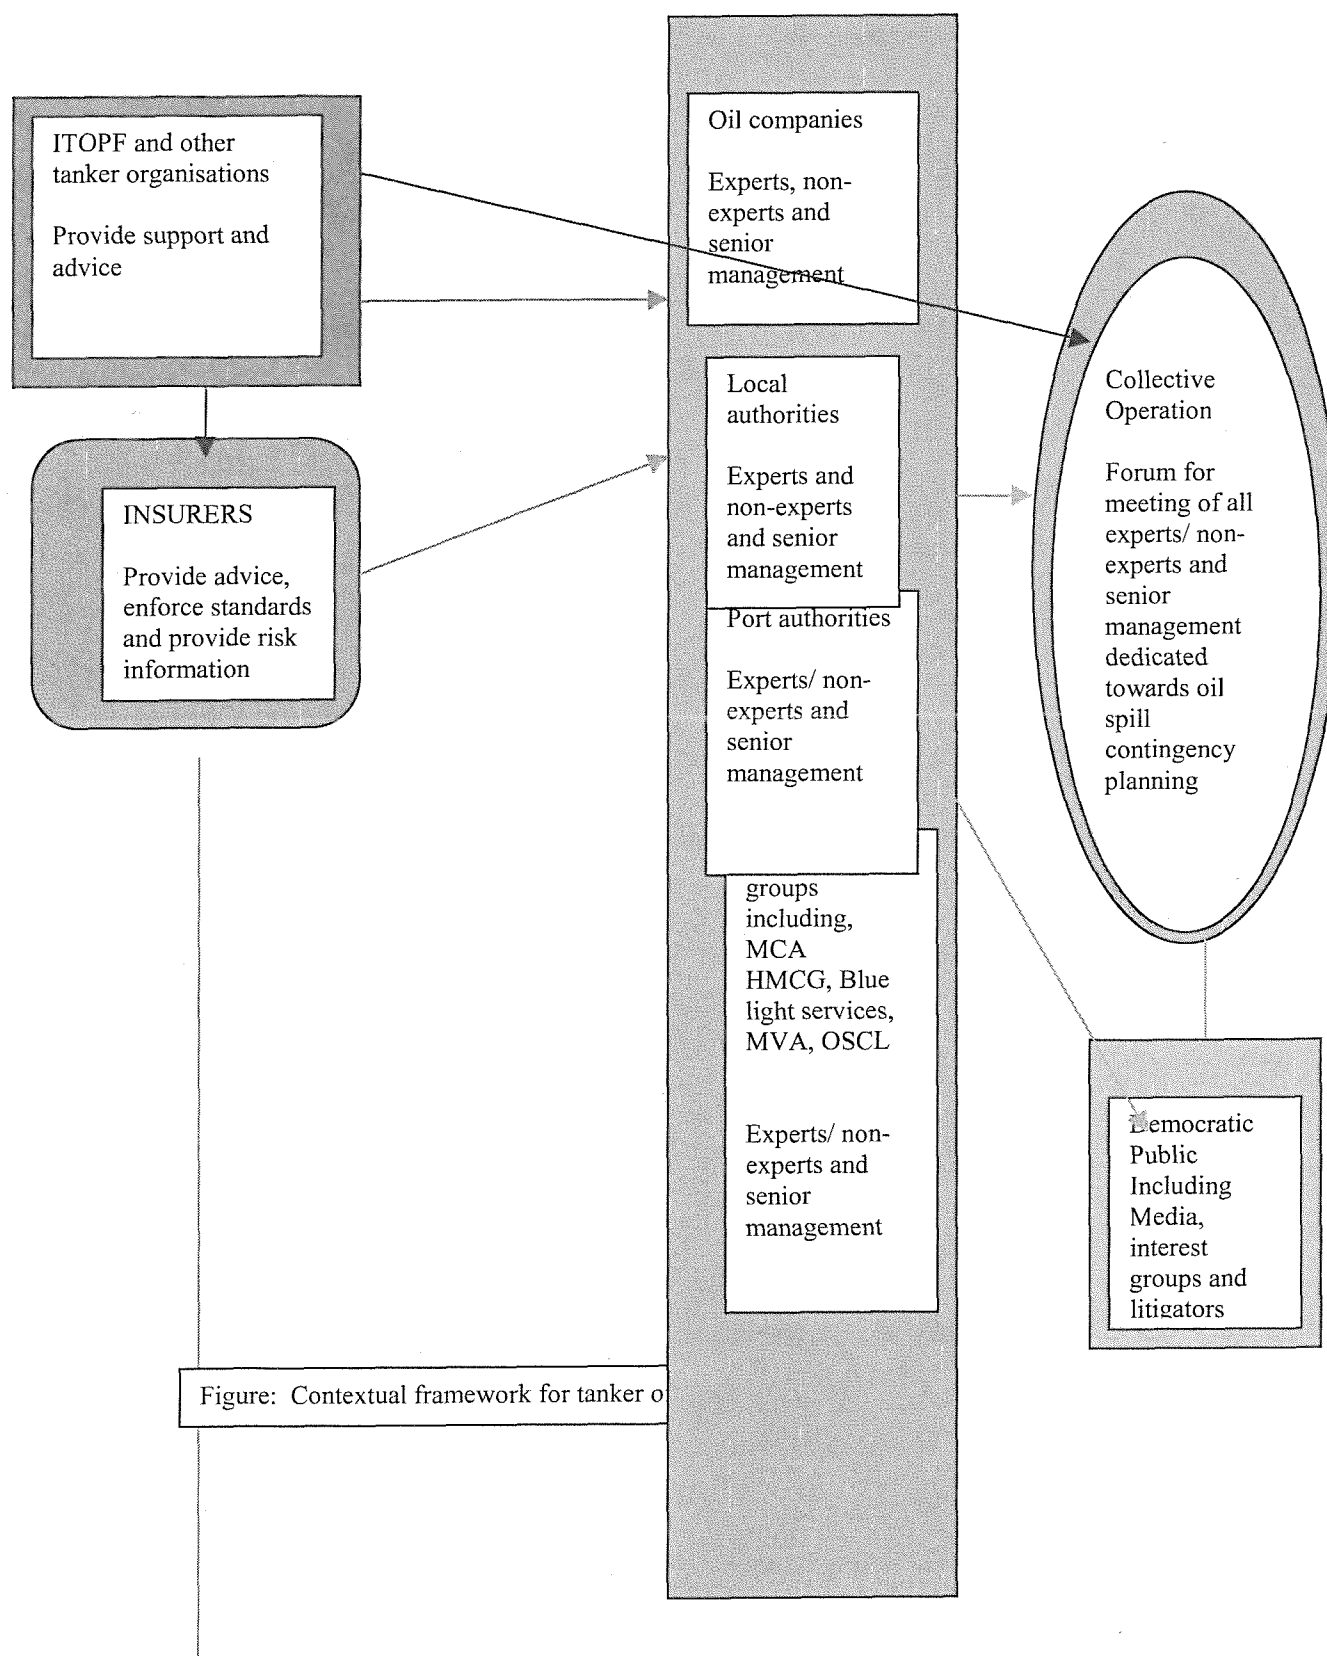 ITOPF and other
tanker organisations
Provide support and
advice
INSURERS
Provide advice,
enforce standards
and provide risk
information
Oil companies
Experts, non-
experts and
senior
management
Local
authorities
Experts and
non-experts
and senior
management
Port authorities
Experts/ non-
experts and
senior
management
groups
including,
MCA
HMCG, Blue
light services,
MVA, OSCL
Experts/ non-
experts and
senior
management
Collective
Operation
Forum for
meeting of all
experts/ non-
experts and
senior
management
dedicated
towards oil
spill
contingency
planning
Democratic
Public
Including
Media,
interest
groups and
litigators
Figure: Contextual framework for tanker o